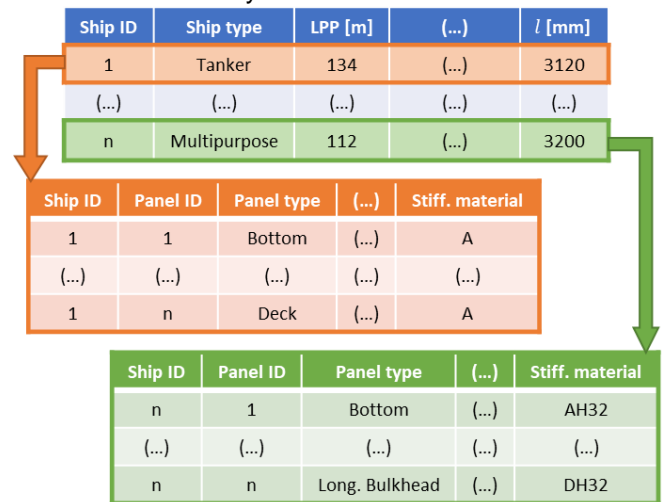 Ship ID Ship type LPP [m] (...) l [mm]
1 Tanker 134 (...) 3120
(...) (...) (...) (...) (...)
n Multipurpose 112 (...) 3200
Ship ID Panel ID Panel type (...) Stiff. material
1 1 Bottom (...) A
(...) (...) (...) (...) (...)
1 n Deck (...) A
Ship ID Panel ID Panel type (...) Stiff. material
n 1 Bottom (...) AH32
(...) (...) (...) (...) (...)
n n Long. Bulkhead (...) DH32